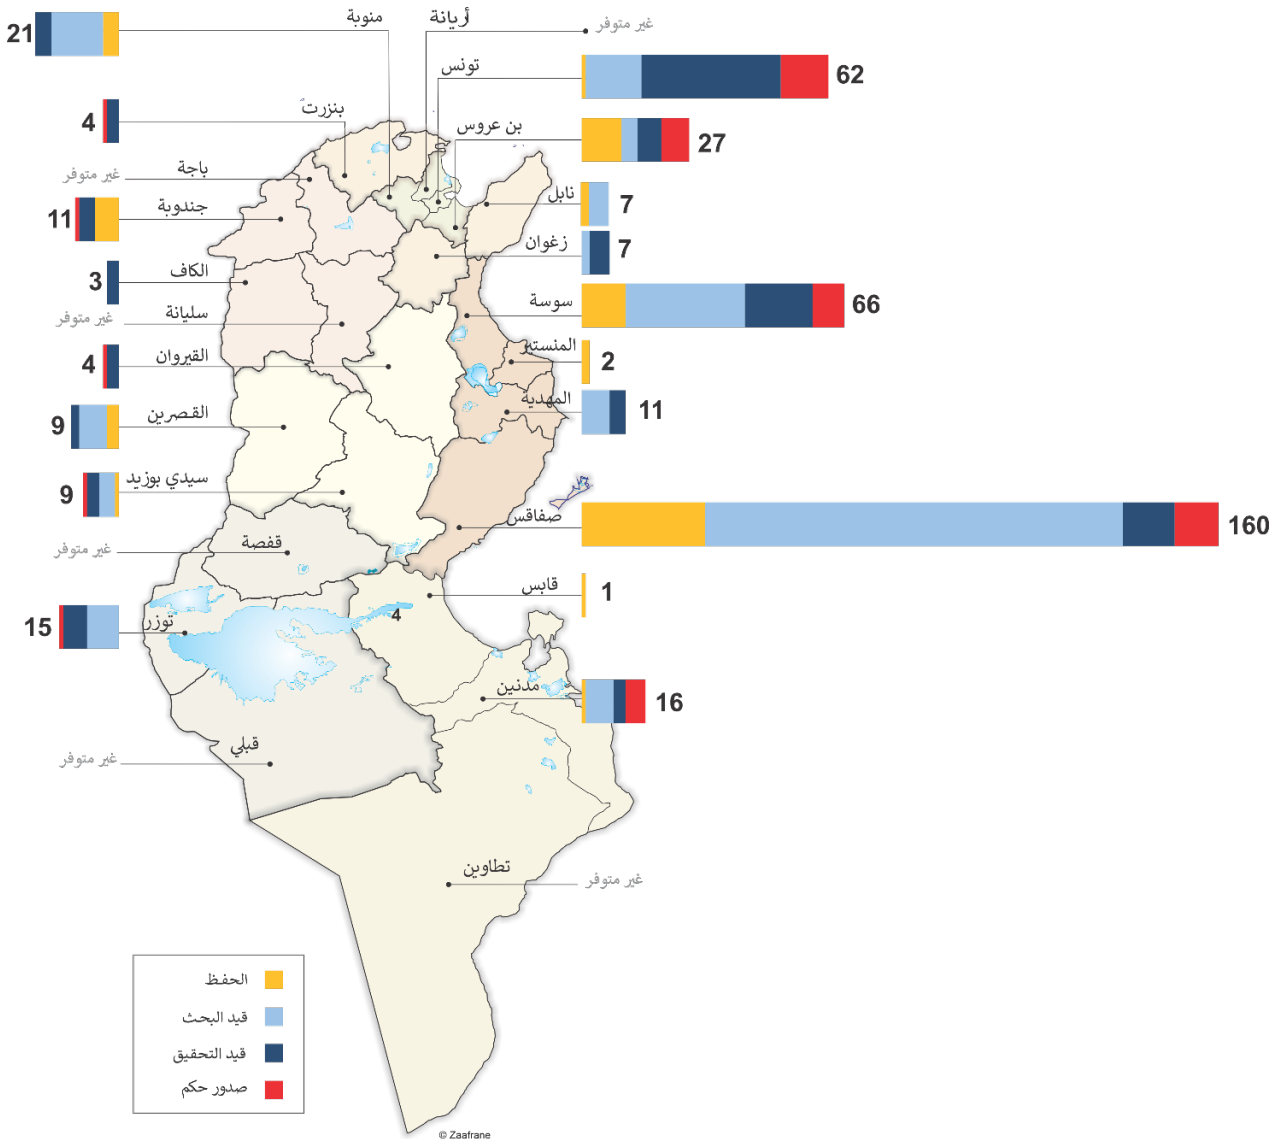 منوبة
21
أريانة
غير متوفر
تونس
62
بنزرت
4
بن عروس
27
باجة
غير متوفر
نابل
7
جندوبة
11
زغوان
7
الكاف
3
سوسة
66
سليانة
غير متوفر
المنستير
2
القيروان
4
المهدية
11
القصرين
9
سيدي بوزيد
9
صفاقس
160
قفصة
غير متوفر
قابس
1
4
توزر
15
مدنين
16
قبلي
غير متوفر
تطاوين
غير متوفر
الحفظ
قيد البحث
قيد التحقيق
صدور حكم
© Zaafrane